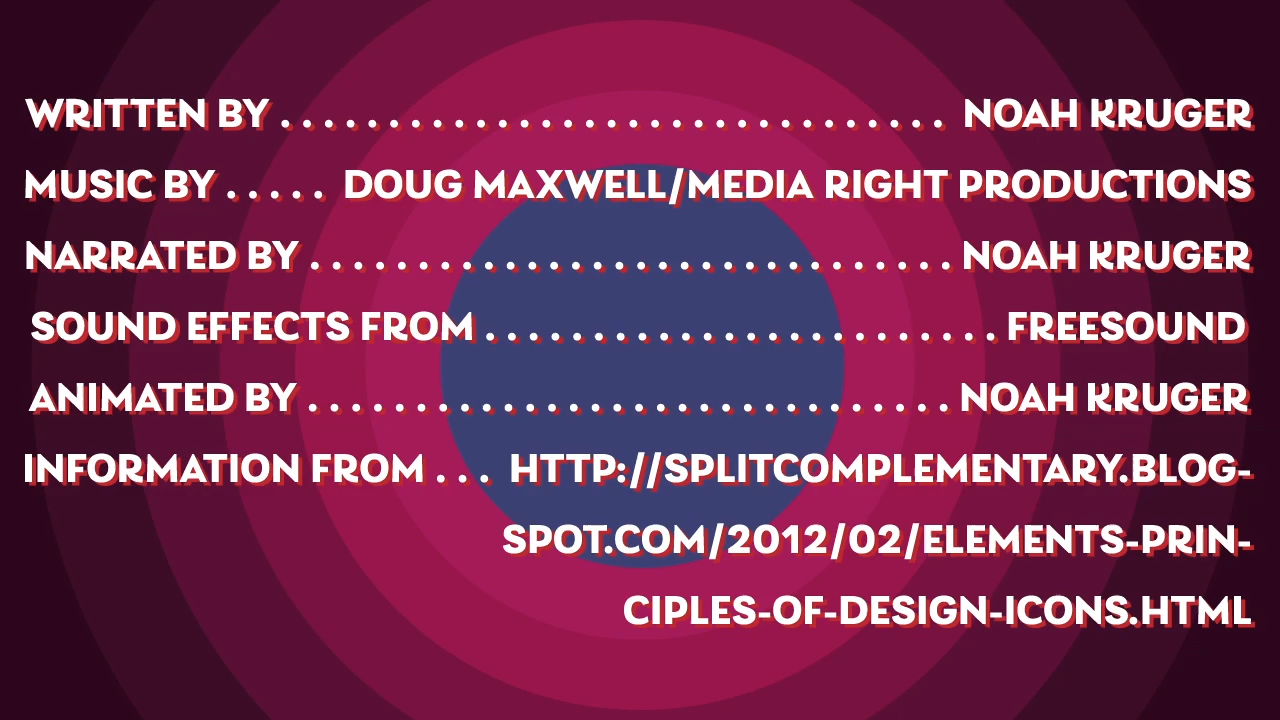 WRITTEN BY . . . . . . . . . . . . . . . . . . . . . . . . . . . . . . . NOAH KRUGER
MUSIC BY . . . . . DOUG MAXWELL/MEDIA RIGHT PRODUCTIONS
NARRATED BY . . . . . . . . . . . . . . . . . . . . . . . . . . . . . . NOAH KRUGER
SOUND EFFECTS FROM . . . . . . . . . . . . . . . . . . . . . . . . FREESOUND
ANIMATED BY . . . . . . . . . . . . . . . . . . . . . . . . . . . . . . NOAH KRUGER
INFORMATION FROM . . . HTTP://SPLITCOMPLEMENTARY.BLOG-
SPOT.COM/2012/02/ELEMENTS-PRIN-
CIPLES-OF-DESIGN-ICONS.HTML